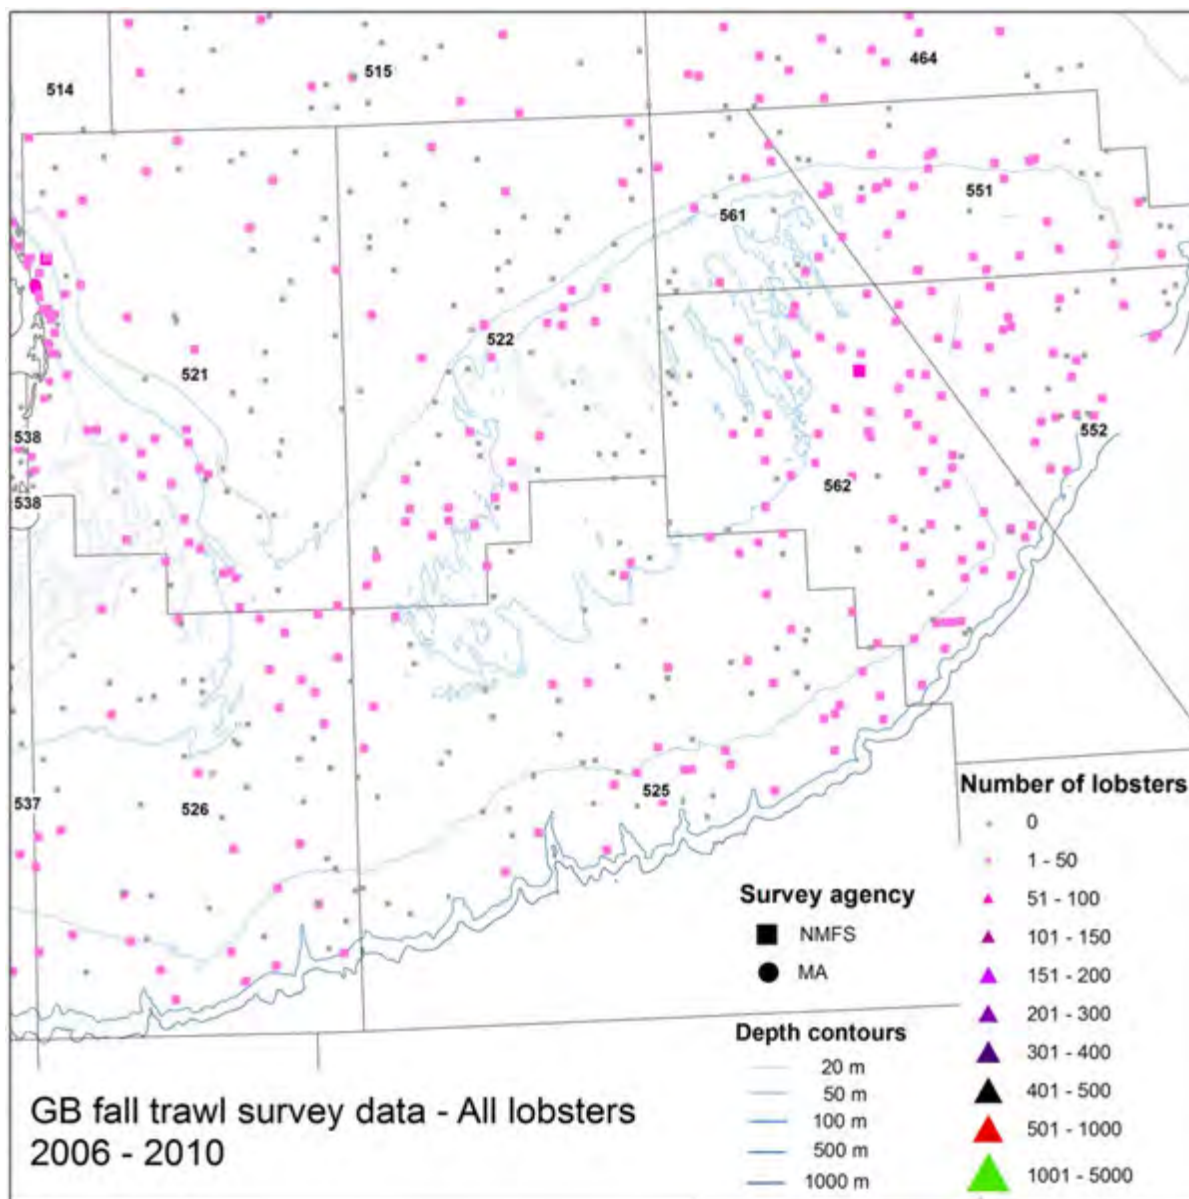 515
464
514
551
561
522
521
538
552
562
538
525
537
526
Number of lobsters
0
1 - 50
51 - 100
101 - 150
151 - 200
201 - 300
301 - 400
401 - 500
501 - 1000
1001 - 5000
Survey agency
NMFS
MA
Depth contours
20 m
50 m
100 m
500 m
1000 m
GB fall trawl survey data - All lobsters
2006 - 2010